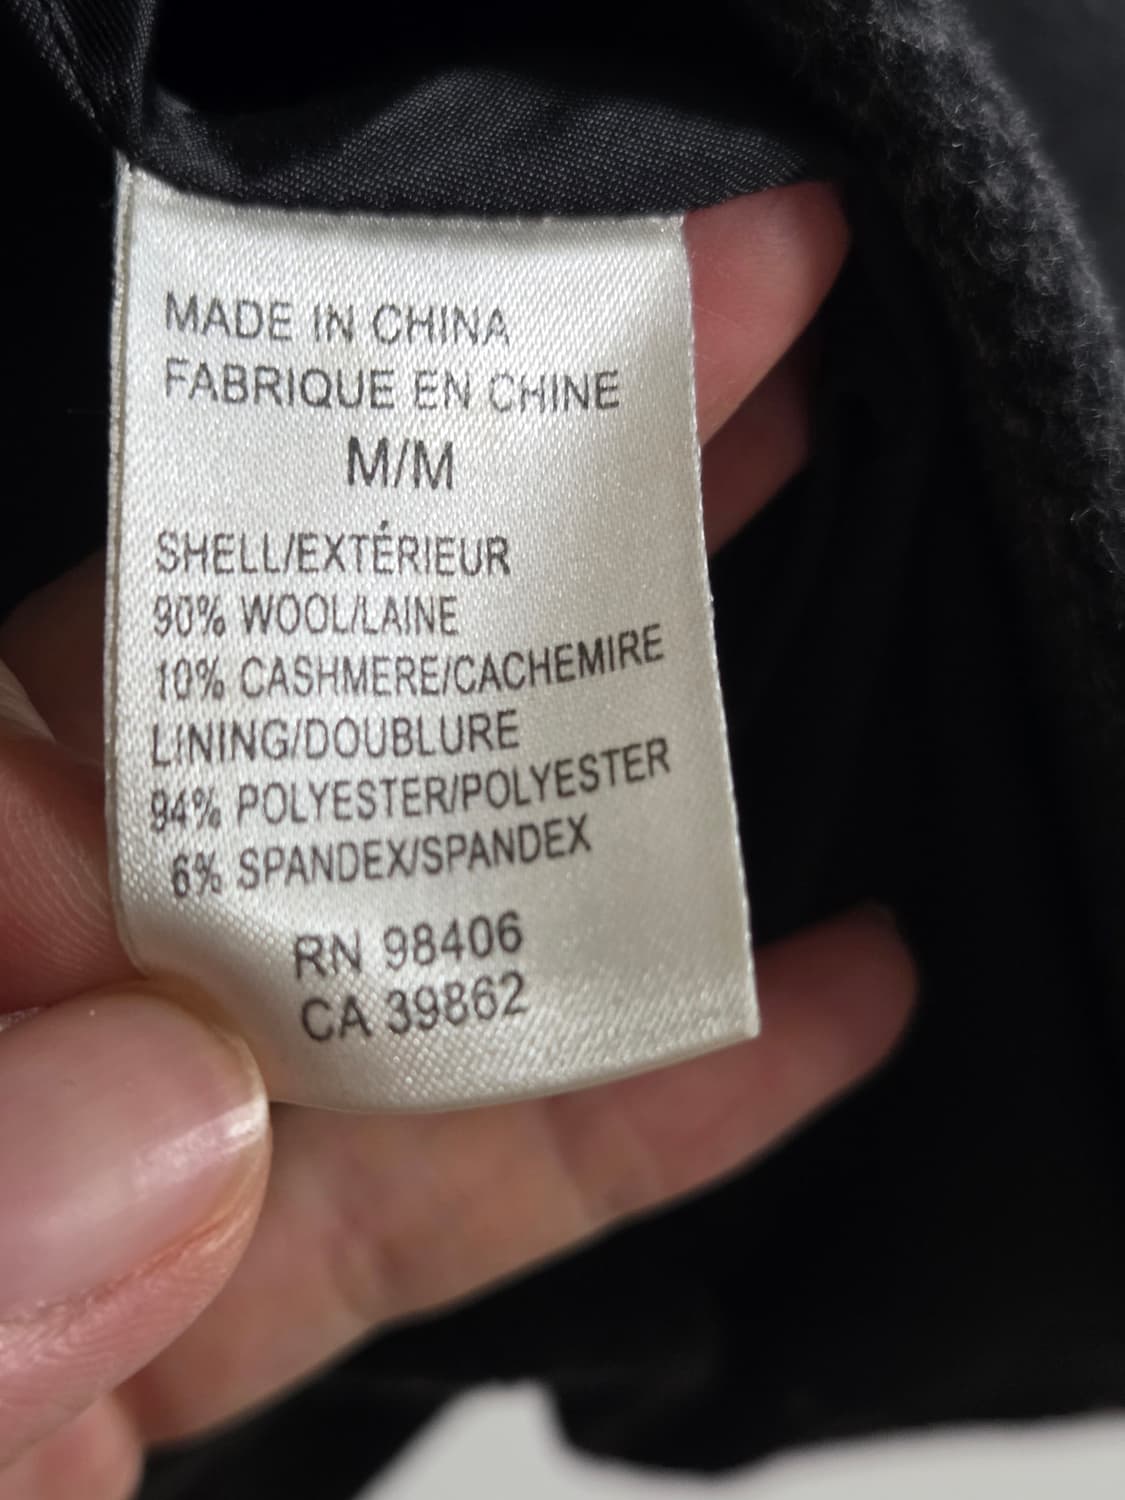 MADE IN CHINA
FABRIQUE EN CHINE
M/M
SHELL/EXTÉRIEUR
90% WOOL/LAINE
10% CASHMERE/CACHEMIRE
LINING/DOUBLURE
94% POLYESTER/POLYESTER
6% SPANDEX/SPANDEX
RN 98406
CA 39862